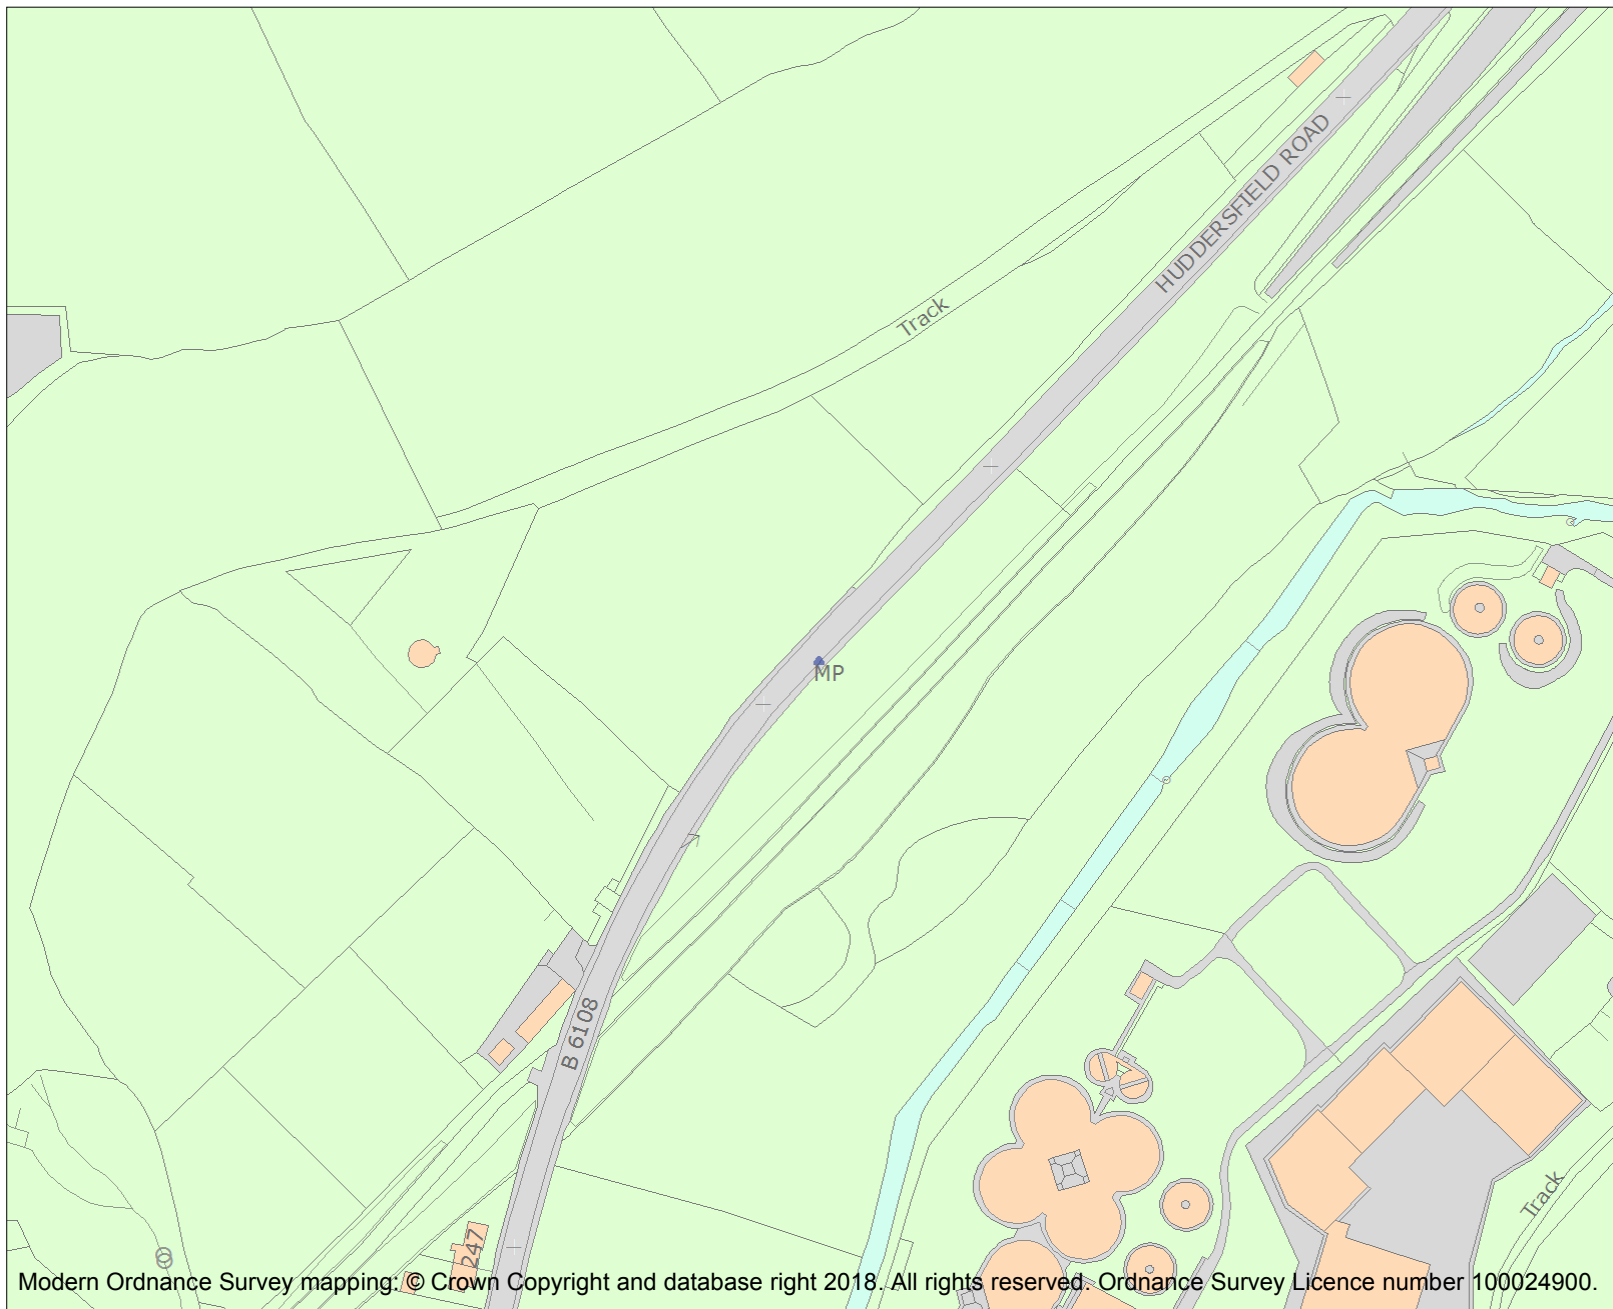 HUDDERSFIELD ROAD
Track
MP
B 6108
Track
247
Modern Ordnance Survey mapping: © Crown Copyright and database right 2018. All rights reserved. Ordnance Survey Licence number 100024900.